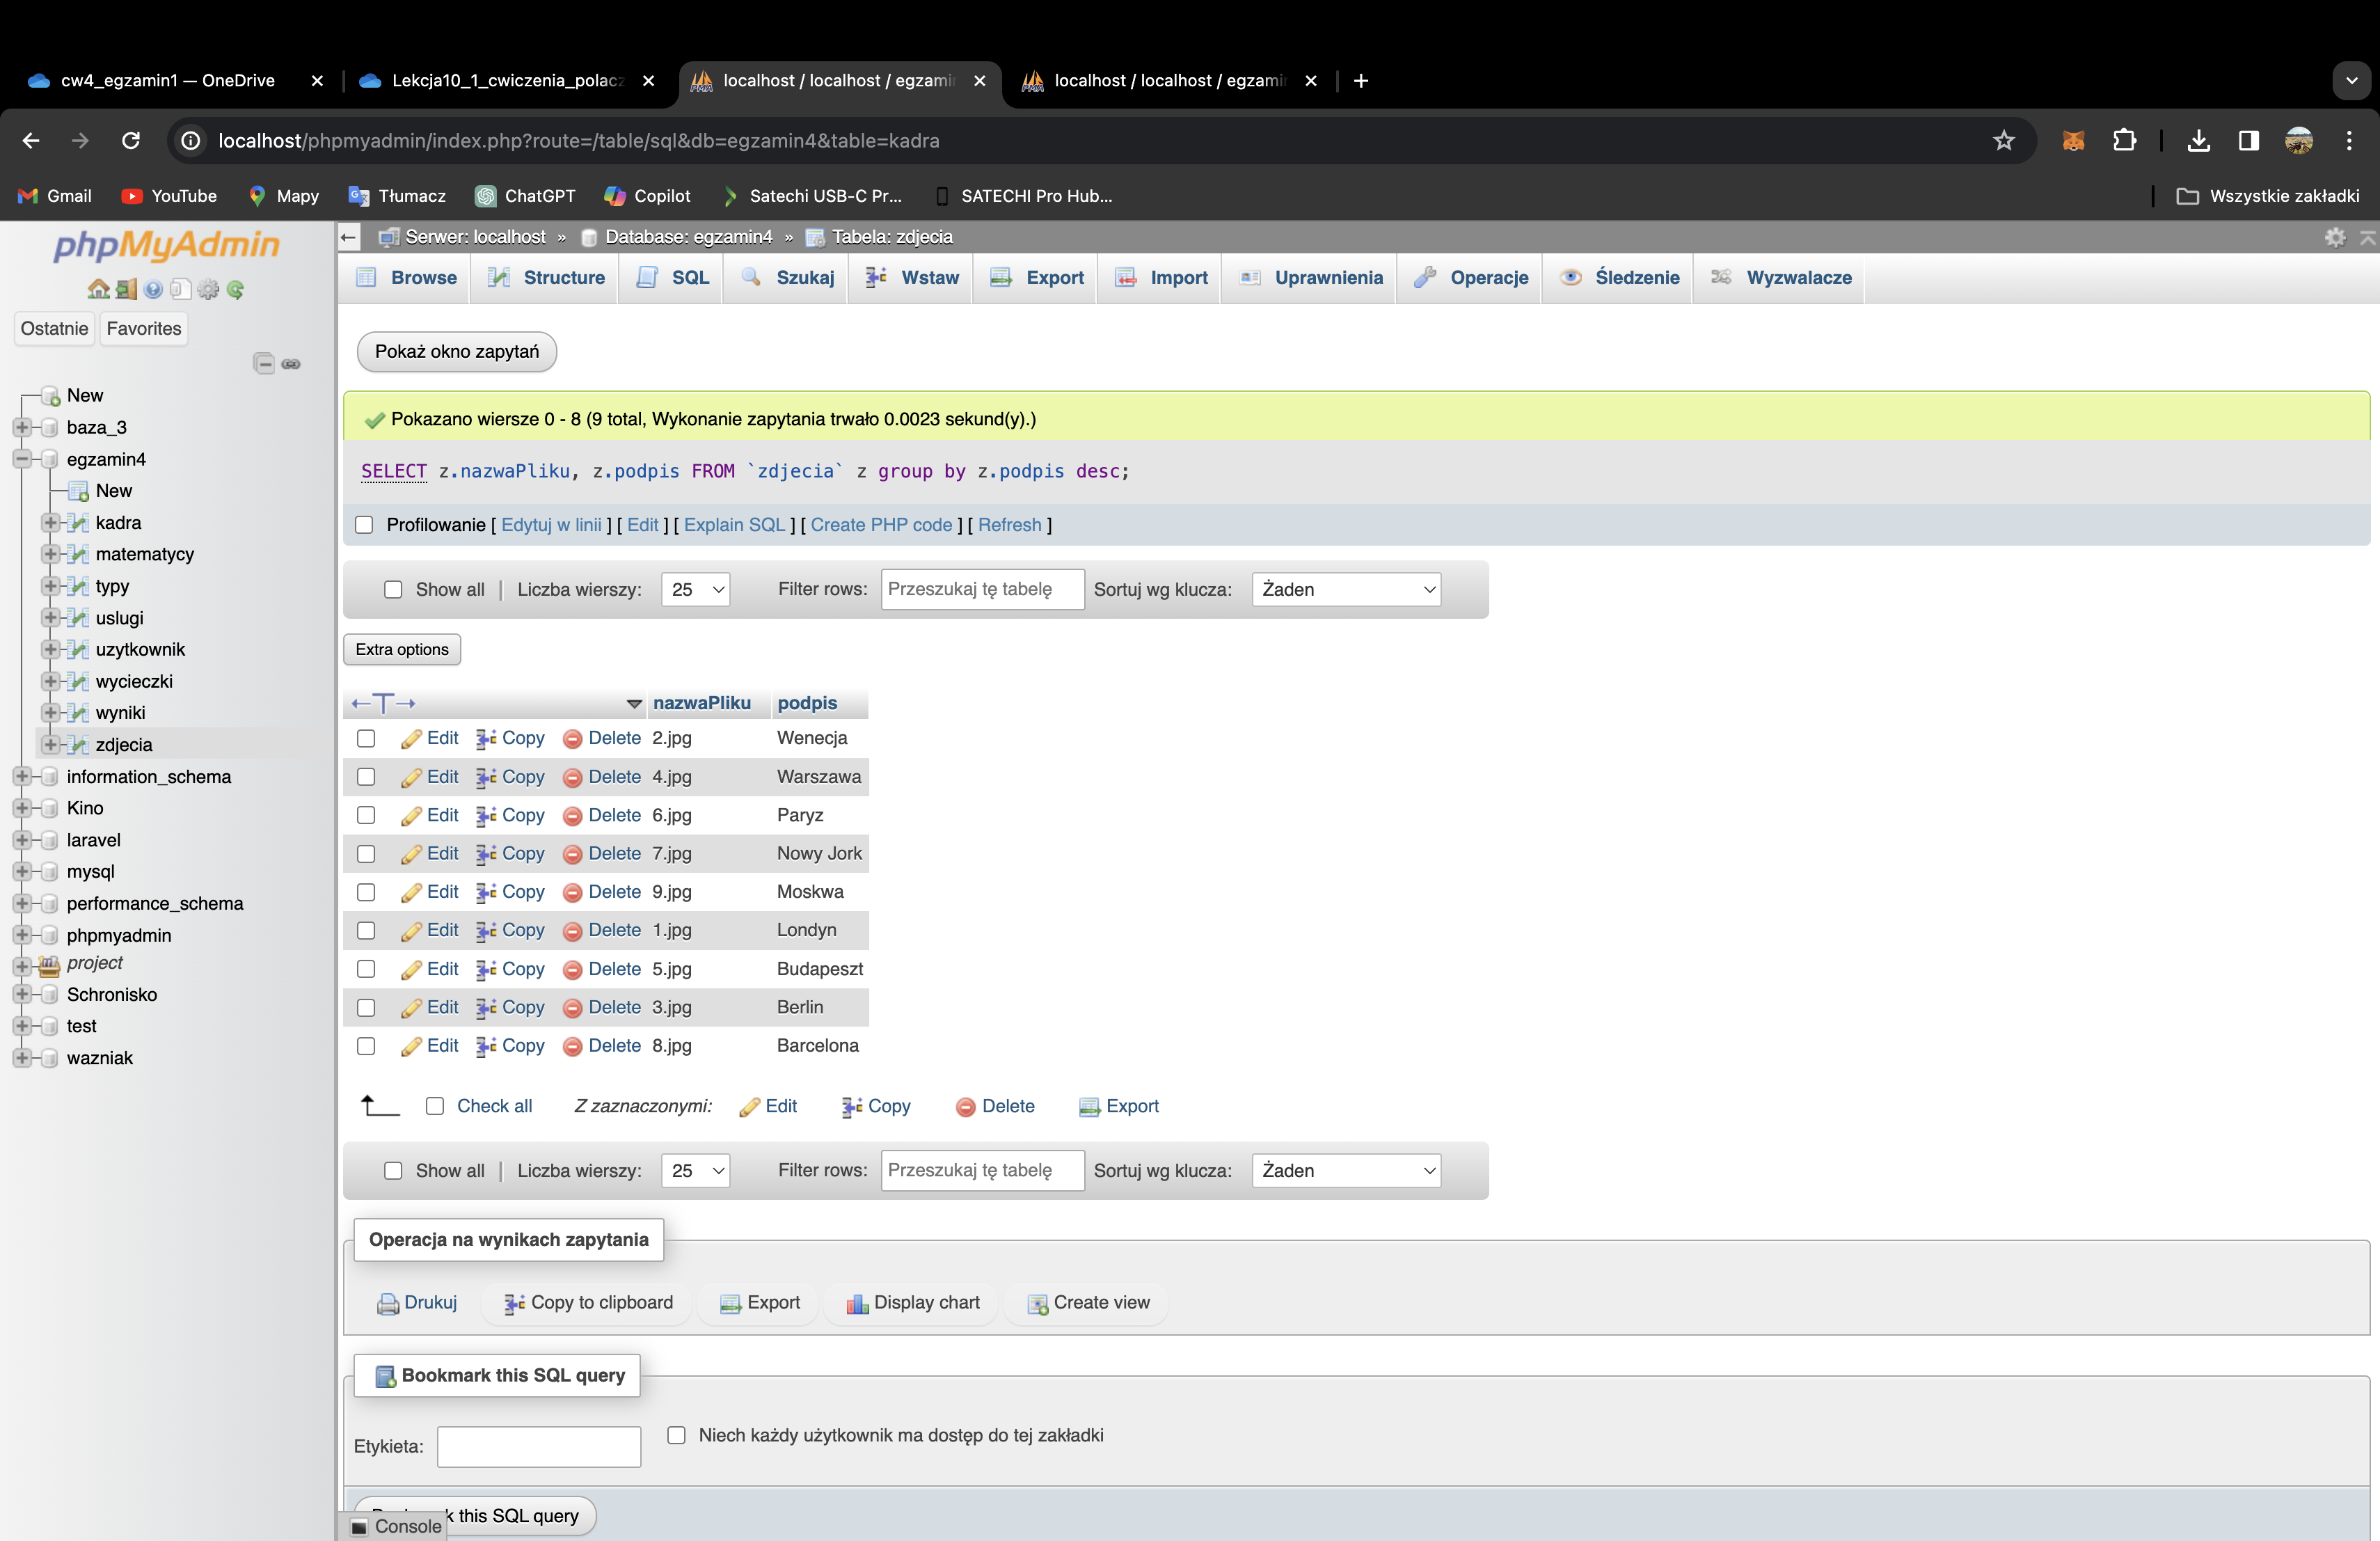 cw4_egzamin1 — OneDrive
Lekcja10_1_cwiczenia_polacz
localhost / localhost / egzamin
localhost / localhost / egzamin
localhost/phpmyadmin/index.php?route=/table/sql&db=egzamin4&table=kadra
Gmail YouTube Mapy Tłumacz ChatGPT Copilot Satechi USB-C Pr... SATECHI Pro Hub... Wszystkie zakładki
phpMyAdmin
Ostatnie Favorites
New
baza_3
egzamin4
New
kadra
matematycy
typy
uslugi
uzytkownik
wycieczki
wyniki
zdjecia
information_schema
Kino
laravel
mysql
performance_schema
phpmyadmin
project
Schronisko
test
wazniak
Serwer: localhost » Database: egzamin4 » Tabela: zdjecia
Browse Structure SQL Szukaj Wstaw Export Import Uprawnienia Operacje Śledzenie Wyzwalacze
Pokaż okno zapytań
Pokazano wiersze 0 - 8 (9 total, Wykonanie zapytania trwało 0.0023 sekund(y).)
SELECT z.nazwaPliku, z.podpis FROM `zdjecia` z group by z.podpis desc;
Profilowanie [ Edytuj w linii ] [ Edit ] [ Explain SQL ] [ Create PHP code ] [ Refresh ]
Show all | Liczba wierszy: 25 Filter rows: Przeszukaj tę tabelę Sortuj wg klucza: Żaden
Extra options
←T→ nazwaPliku podpis
Edit Copy Delete 2.jpg Wenecja
Edit Copy Delete 4.jpg Warszawa
Edit Copy Delete 6.jpg Paryz
Edit Copy Delete 7.jpg Nowy Jork
Edit Copy Delete 9.jpg Moskwa
Edit Copy Delete 1.jpg Londyn
Edit Copy Delete 5.jpg Budapeszt
Edit Copy Delete 3.jpg Berlin
Edit Copy Delete 8.jpg Barcelona
Check all Z zaznaczonymi: Edit Copy Delete Export
Show all | Liczba wierszy: 25 Filter rows: Przeszukaj tę tabelę Sortuj wg klucza: Żaden
Operacja na wynikach zapytania
Drukuj Copy to clipboard Export Display chart Create view
Bookmark this SQL query
Etykieta: Niech każdy użytkownik ma dostęp do tej zakładki
this SQL query
Console